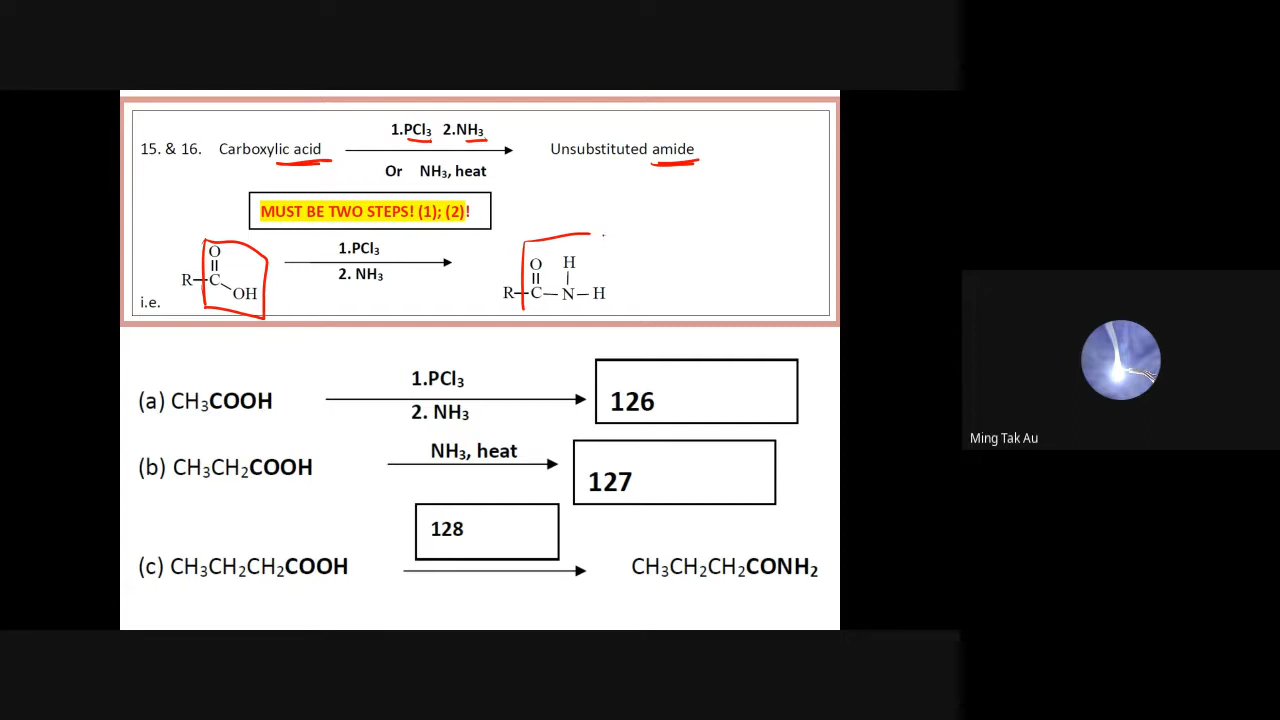 1.PCl₃ 2.NH₃
15. & 16. Carboxylic acid Unsubstituted amide
Or NH₃, heat
MUST BE TWO STEPS! (1); (2)!
1.PCl₃
2. NH₃
O
R C
OH
O H
R C N H
i.e.
1.PCl₃
(a) CH₃COOH 126
2. NH₃
NH₃, heat
(b) CH₃CH₂COOH 127
128
(c) CH₃CH₂CH₂COOH CH₃CH₂CH₂CONH₂
Ming Tak Au